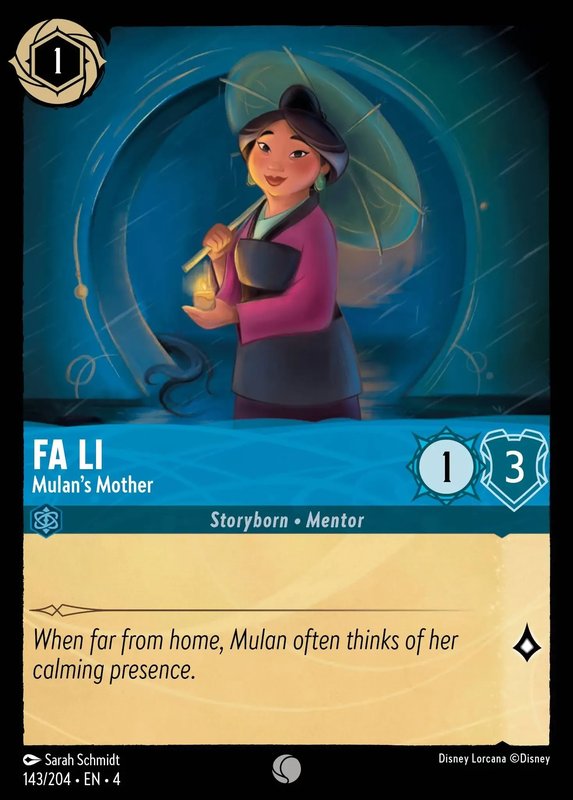 1
FA LI
Mulan's Mother
1
3
Storyborn • Mentor
When far from home, Mulan often thinks of her
calming presence.
Sarah Schmidt
Disney Lorcana ©Disney
143/204 • EN • 4